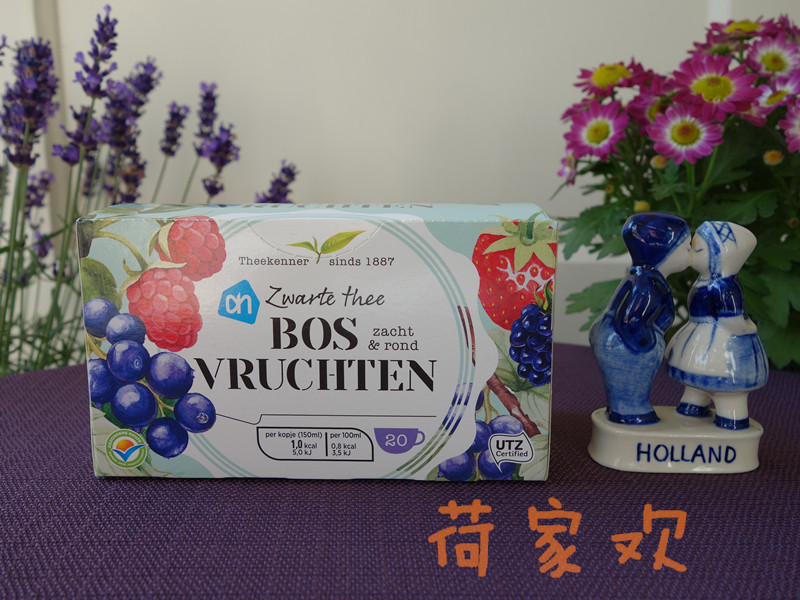 VRUCHTEN
Theekenner sinds 1887
ah Zwarte thee
BOS zacht & rond
VRUCHTEN
per kopje (150ml) per 100ml
1,0 kcal 0,8 kcal
5,0 kJ 3,5 kJ
20
UTZ
Certified
HOLLAND
荷家欢